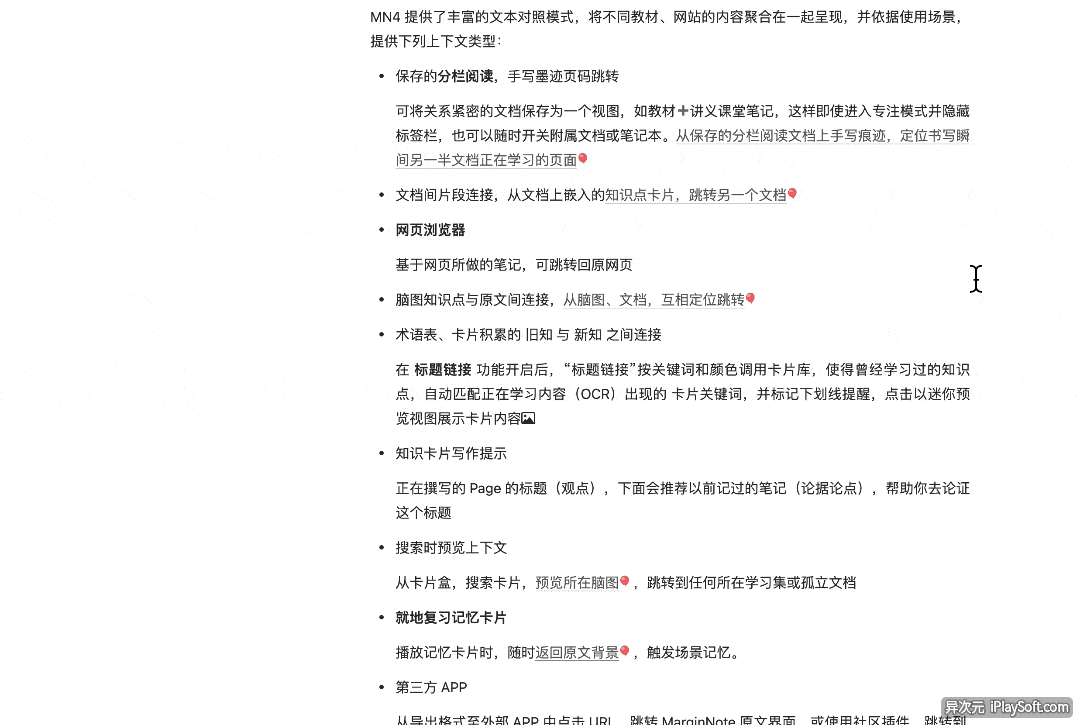 MN4 提供了丰富的文本对照模式，将不同教材、网站的内容聚合在一起呈现，并依据使用场景，
提供下列上下文类型：
• 保存的分栏阅读，手写墨迹页码跳转
可将关系紧密的文档保存为一个视图，如教材➕讲义课堂笔记，这样即使进入专注模式并隐藏
标签栏，也可以随时开关附属文档或笔记本。从保存的分栏阅读文档上手写痕迹，定位书写瞬
间另一半文档正在学习的页面🎈
• 文档间片段连接，从文档上嵌入的知识点卡片，跳转另一个文档🎈
• 网页浏览器
基于网页所做的笔记，可跳转回原网页
• 脑图知识点与原文间连接，从脑图、文档，互相定位跳转🎈
• 术语表、卡片积累的 旧知 与 新知 之间连接
在 标题链接 功能开启后，“标题链接”按关键词和颜色调用卡片库，使得曾经学习过的知识
点，自动匹配正在学习内容（OCR）出现的 卡片关键词，并标记下划线提醒，点击以迷你预
览视图展示卡片内容
• 知识卡片写作提示
正在撰写的 Page 的标题（观点），下面会推荐以前记过的笔记（论据论点），帮助你去论证
这个标题
• 搜索时预览上下文
从卡片盒，搜索卡片，预览所在脑图🎈，跳转到任何所在学习集或孤立文档
• 就地复习记忆卡片
播放记忆卡片时，随时返回原文背景🎈，触发场景记忆。
• 第三方 APP
从导出格式至外部 APP 中点击 URL，跳转 MarginNote 原文界面，或使用社区插件，跳转到
异次元 iPlaySoft.com